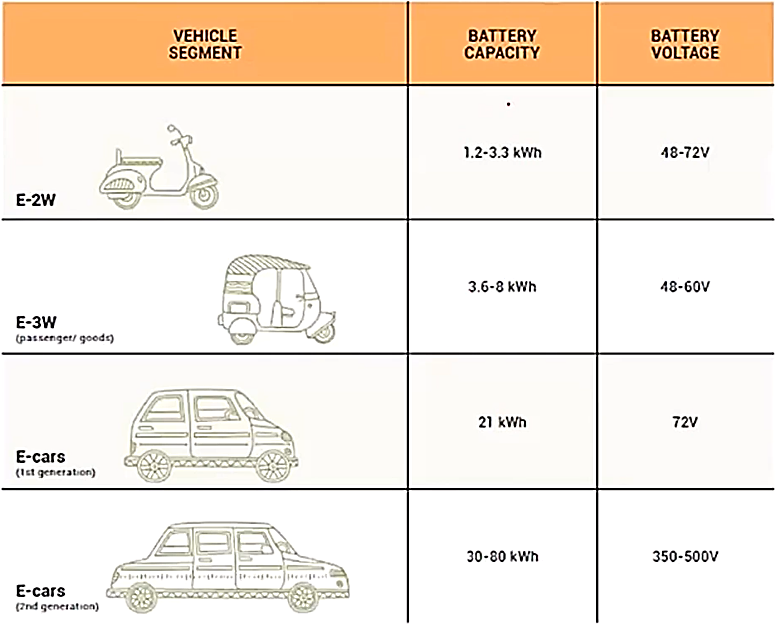 VEHICLE
SEGMENT
BATTERY
CAPACITY
BATTERY
VOLTAGE
E-2W
1.2-3.3 kWh
48-72V
E-3W
(passenger/ goods)
3.6-8 kWh
48-60V
E-cars
(1st generation)
21 kWh
72V
E-cars
(2nd generation)
30-80 kWh
350-500V